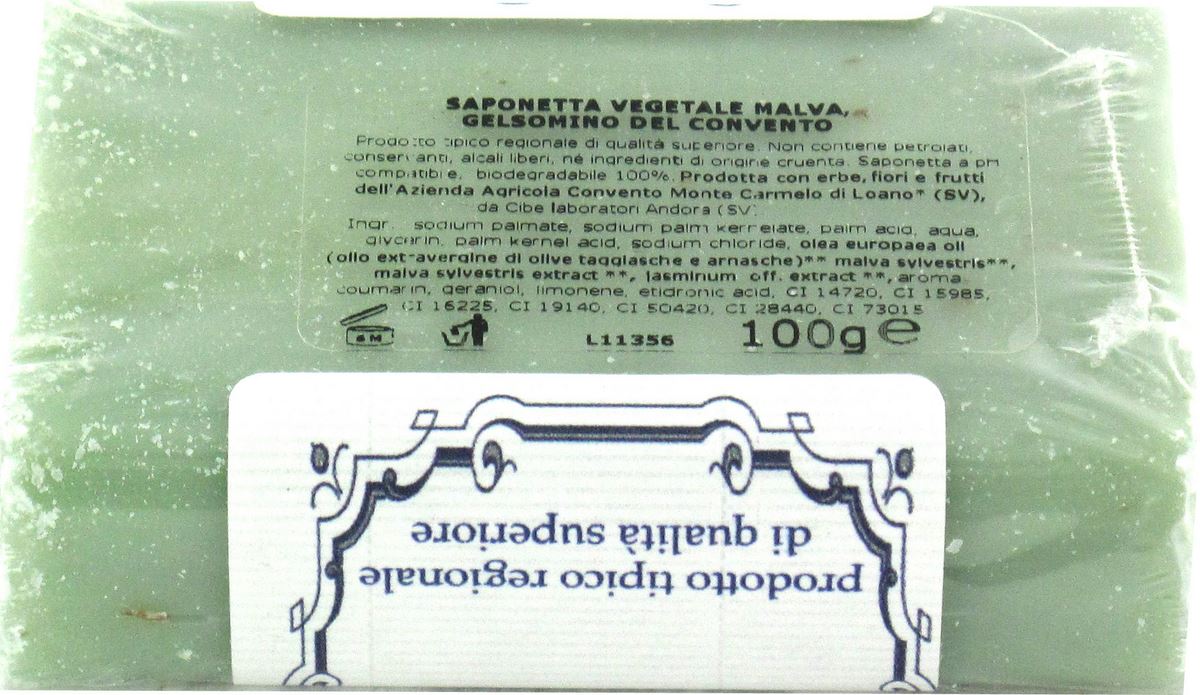 SAPONETTA VEGETALE MALVA,
GELSOMINO DEL CONVENTO
Prodotto tipico regionale di qualità superiore. Non contiene petrolati,
conservanti, alcali liberi, né ingredienti di origine cruenta. Saponetta a pH
compatibile, biodegradabile 100%. Prodotta con erbe, fiori e frutti
dell'Azienda Agricola Convento Monte Carmelo di Loano* (SV),
da Cibe laboratori Andora (SV)
Ingr. sodium palmate, sodium palm kernelate, palm acid, aqua,
glycerin, palm kernel acid, sodium chloride, olea europaea oil
(olio extravergine di olive taggiasche e arnasche)** malva sylvestris**,
malva sylvestris extract **, jasminum off. extract **, aroma
coumarin, geraniol, limonene, etidronic acid, CI 14720, CI 15985,
CI 16225, CI 19140, CI 50420, CI 28440, CI 73015
6M
L11356
100g e
prodotto tipico regionale
di qualità superiore